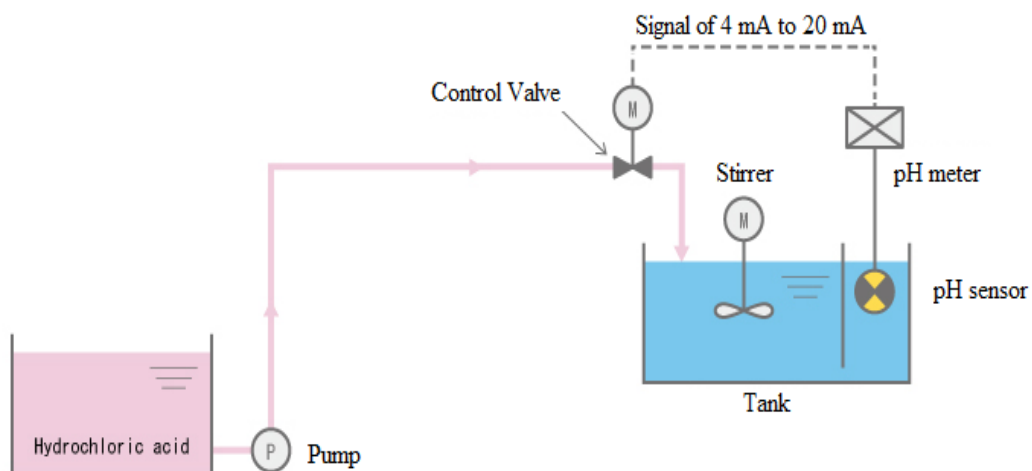 Signal of 4 mA to 20 mA
Control Valve
M
Stirrer
pH meter
M
pH sensor
Tank
Hydrochloric acid
P
Pump